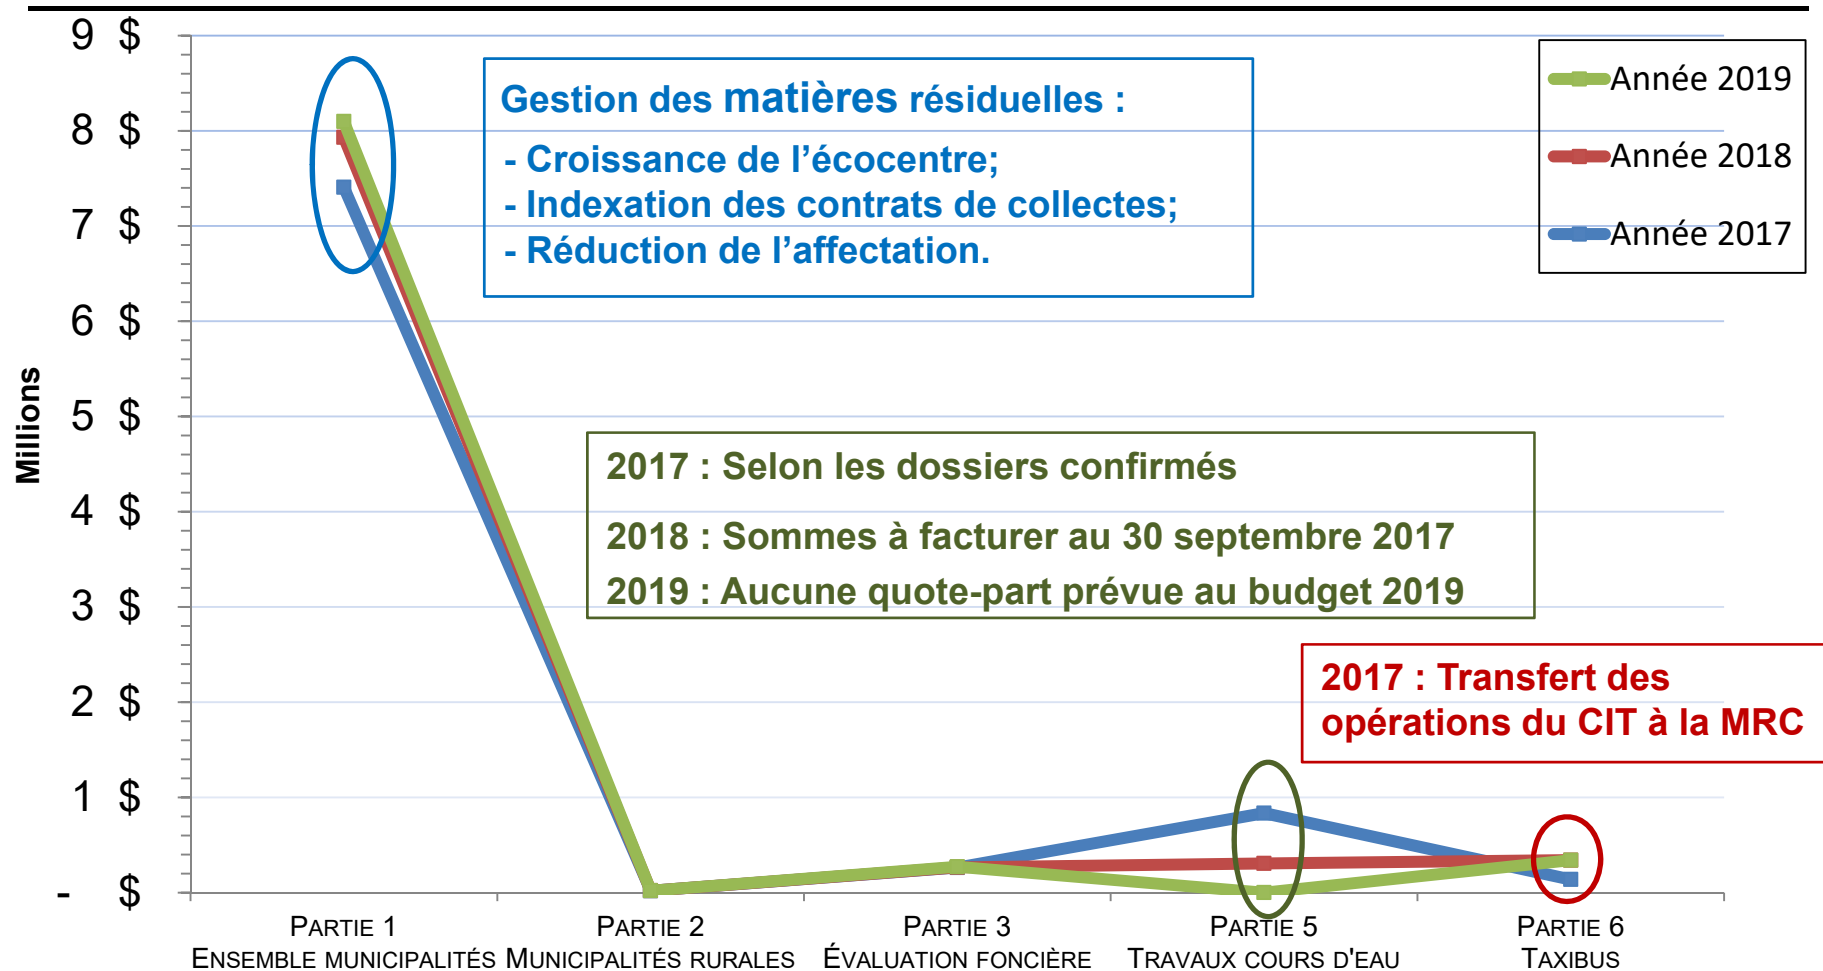 9 $
8 $
7 $
6 $
5 $
4 $
3 $
2 $
1 $
- $
Millions
Gestion des matières résiduelles :
- Croissance de l’écocentre;
- Indexation des contrats de collectes;
- Réduction de l’affectation.
Année 2019
Année 2018
Année 2017
2017 : Selon les dossiers confirmés
2018 : Sommes à facturer au 30 septembre 2017
2019 : Aucune quote-part prévue au budget 2019
2017 : Transfert des
opérations du CIT à la MRC
PARTIE 1
ENSEMBLE MUNICIPALITÉS
PARTIE 2
MUNICIPALITÉS RURALES
PARTIE 3
ÉVALUATION FONCIÈRE
PARTIE 5
TRAVAUX COURS D'EAU
PARTIE 6
TAXIBUS